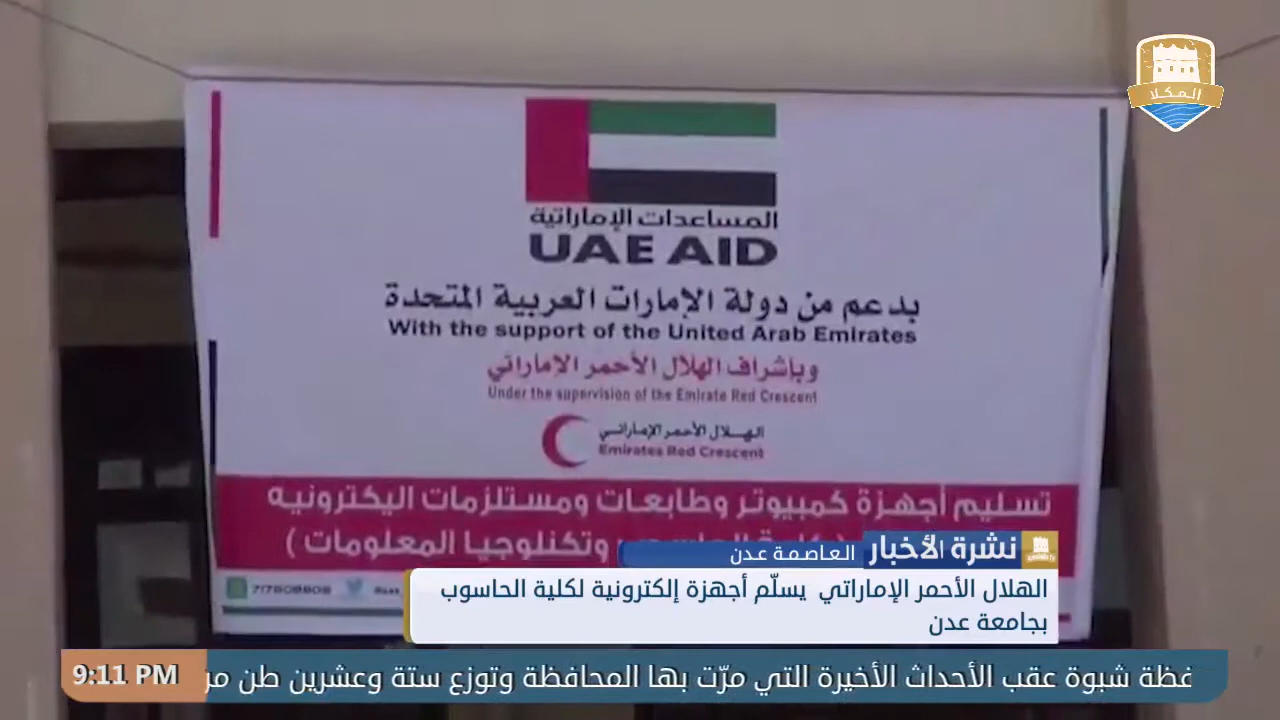 المكلا
المساعدات الإماراتية
UAE AID
بدعم من دولة الإمارات العربية المتحدة
With the support of the United Arab Emirates
وبإشراف الهلال الأحمر الإماراتي
Under the supervision of the Emirate Red Crescent
الهلال الأحمر الإماراتي
Emirates Red Crescent
تسليم أجهزة كمبيوتر وطابعات ومستلزمات اليكترونيه
وتكنلوجيا المعلومات )
نشرة الأخبار
العاصمة عدن
الهلال الأحمر الإماراتي يسلّم أجهزة إلكترونية لكلية الحاسوب
بجامعة عدن
9:11 PM
فظة شبوة عقب الأحداث الأخيرة التي مرّت بها المحافظة وتوزع ستة وعشرين طن مر